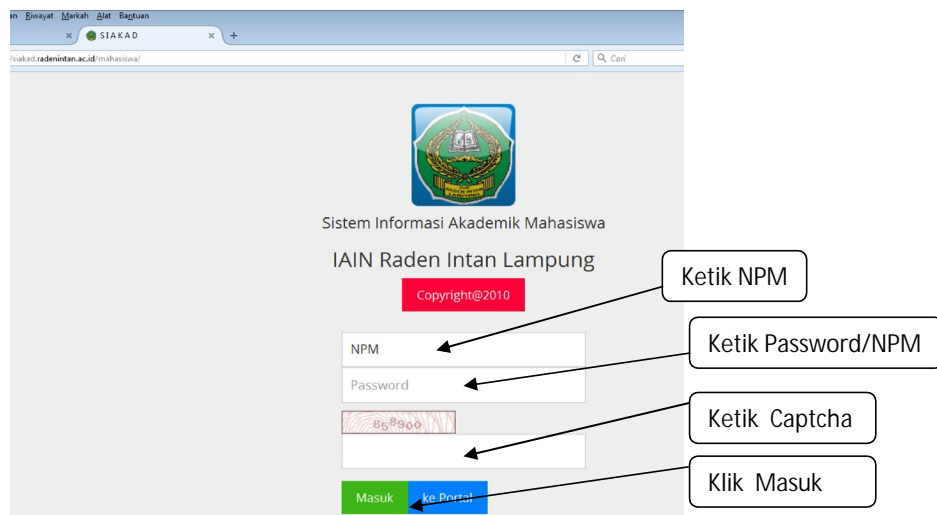 an Riwayat Markah Alat Bantuan
SIAKAD
/siakad.radenintan.ac.id/mahasiswa/
Cari
Sistem Informasi Akademik Mahasiswa
IAIN Raden Intan Lampung
Copyright@2010
Ketik NPM
NPM
Ketik Password/NPM
Password
858900
Ketik Captcha
Masuk
ke Portal
Klik Masuk